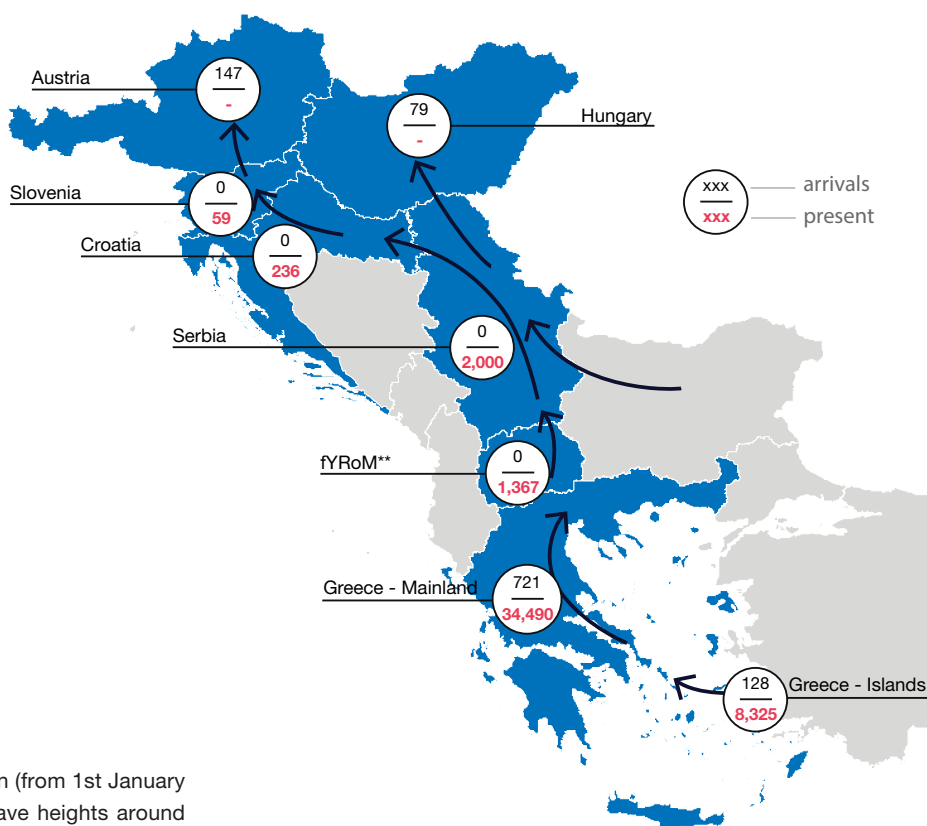 Austria
147
-
79
-
Hungary
xxx
arrivals
xxx
present
Slovenia
0
59
Croatia
0
236
Serbia
0
2,000
fYRoM**
0
1,367
Greece - Mainland
721
34,490
128
8,325
Greece - Islands
n (from 1st January
ave heights around